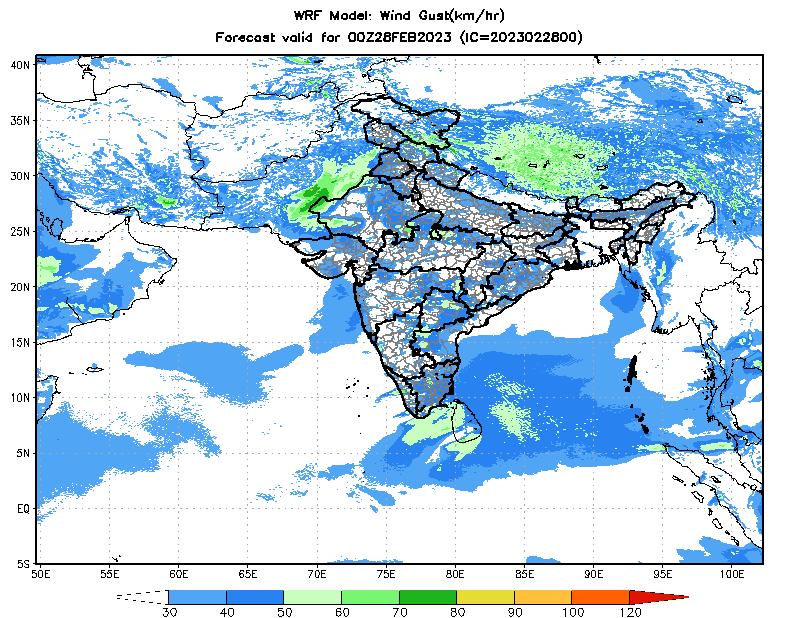 WRF Model: Wind Gust(km/hr)
Forecast valid for 00Z28FEB2023 (IC=2023022800)
40N
35N
30N
25N
20N
15N
10N
5N
EQ
5S
50E 55E 60E 65E 70E 75E 80E 85E 90E 95E 100E
30 40 50 60 70 80 90 100 120